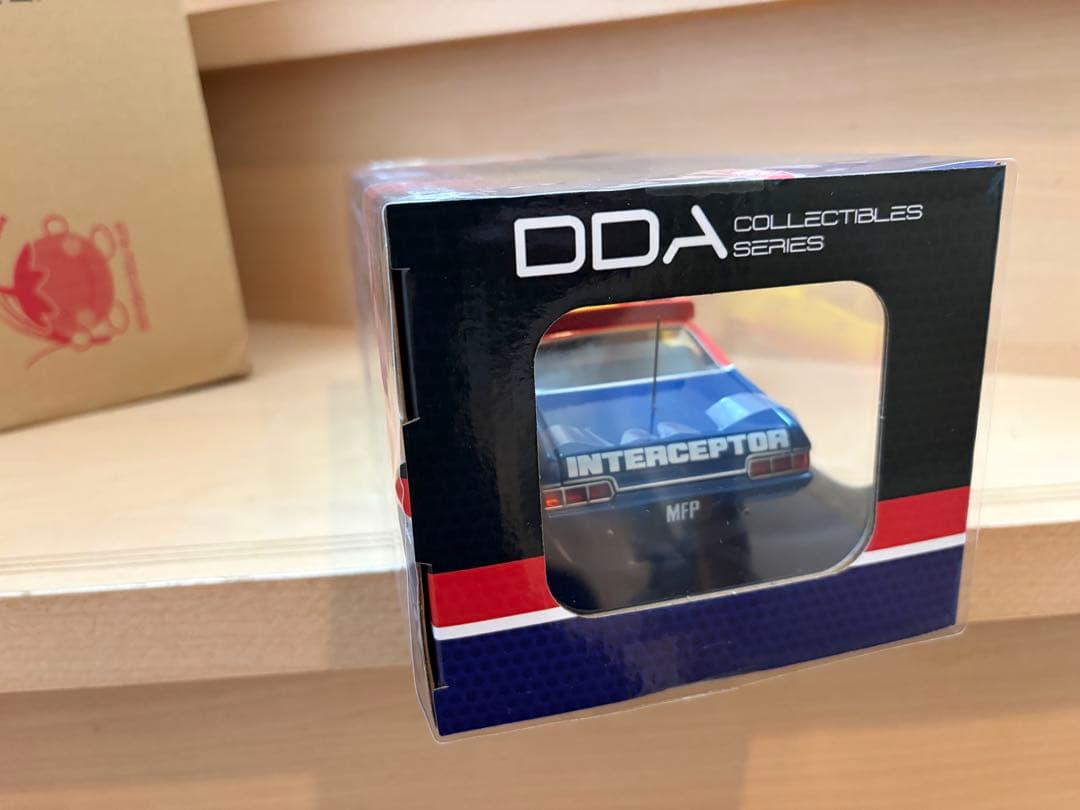 DDA
COLLECTIBLES
SERIES
INTERCEPTOR
MFP